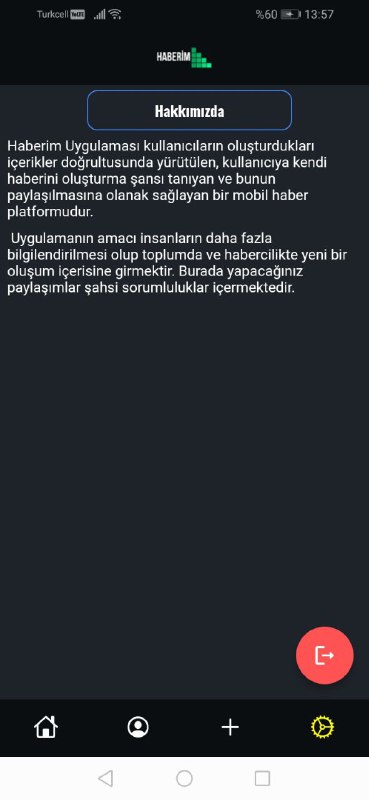 Turkcell VoLTE %60 13:57
HABERİM
Hakkımızda
Haberim Uygulaması kullanıcıların oluşturdukları
içerikler doğrultusunda yürütülen, kullanıcıya kendi
haberini oluşturma şansı tanıyan ve bunun
paylaşılmasına olanak sağlayan bir mobil haber
platformudur.
Uygulamanın amacı insanların daha fazla
bilgilendirilmesi olup toplumda ve habercilikte yeni bir
oluşum içerisine girmektir. Burada yapacağınız
paylaşımlar şahsi sorumluluklar içermektedir.